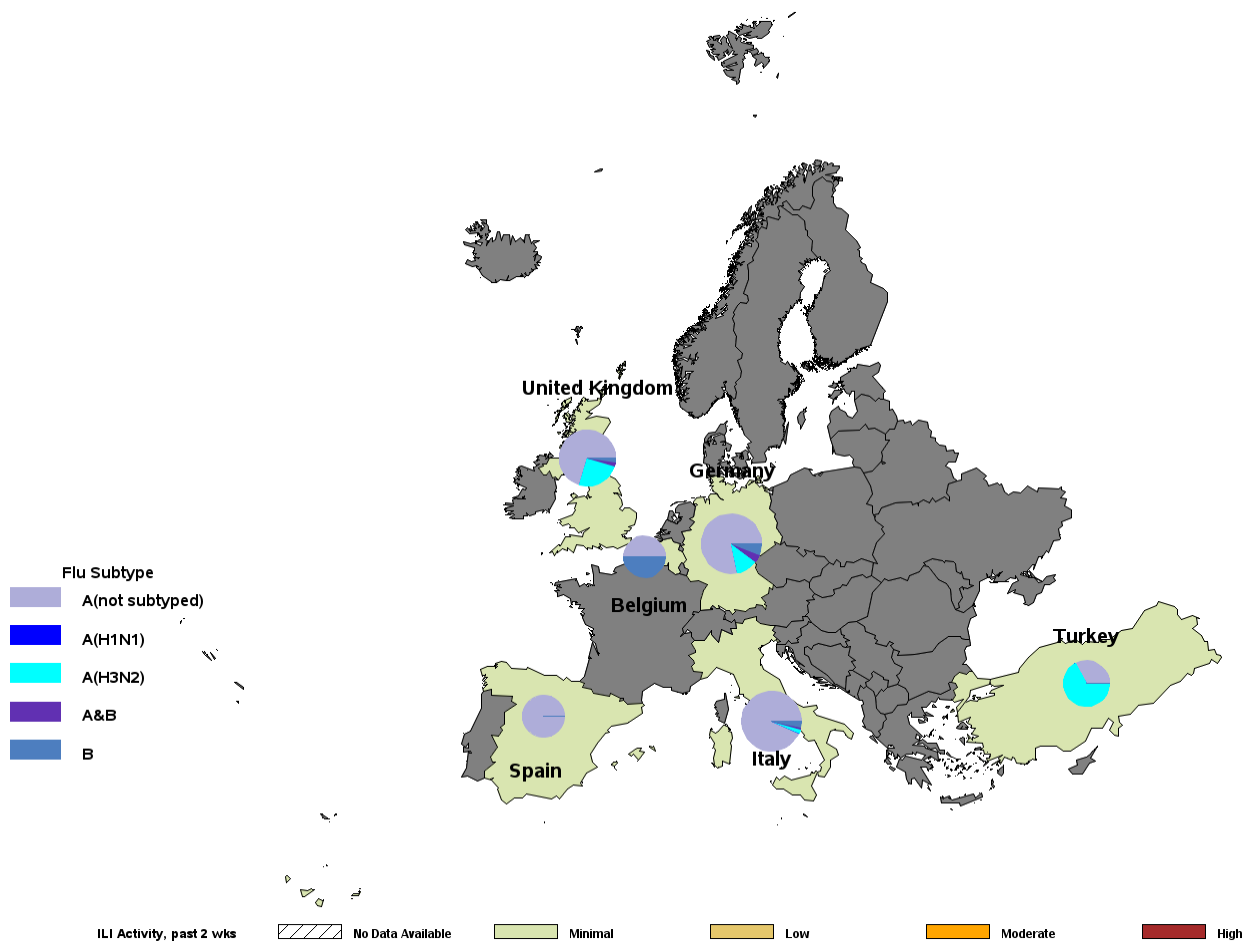 United Kingdom
Germany
Belgium
Flu Subtype
A(not subtyped)
A(H1N1)
A(H3N2)
A&B
B
Turkey
Spain
Italy
ILI Activity, past 2 wks
No Data Available
Minimal
Low
Moderate
High